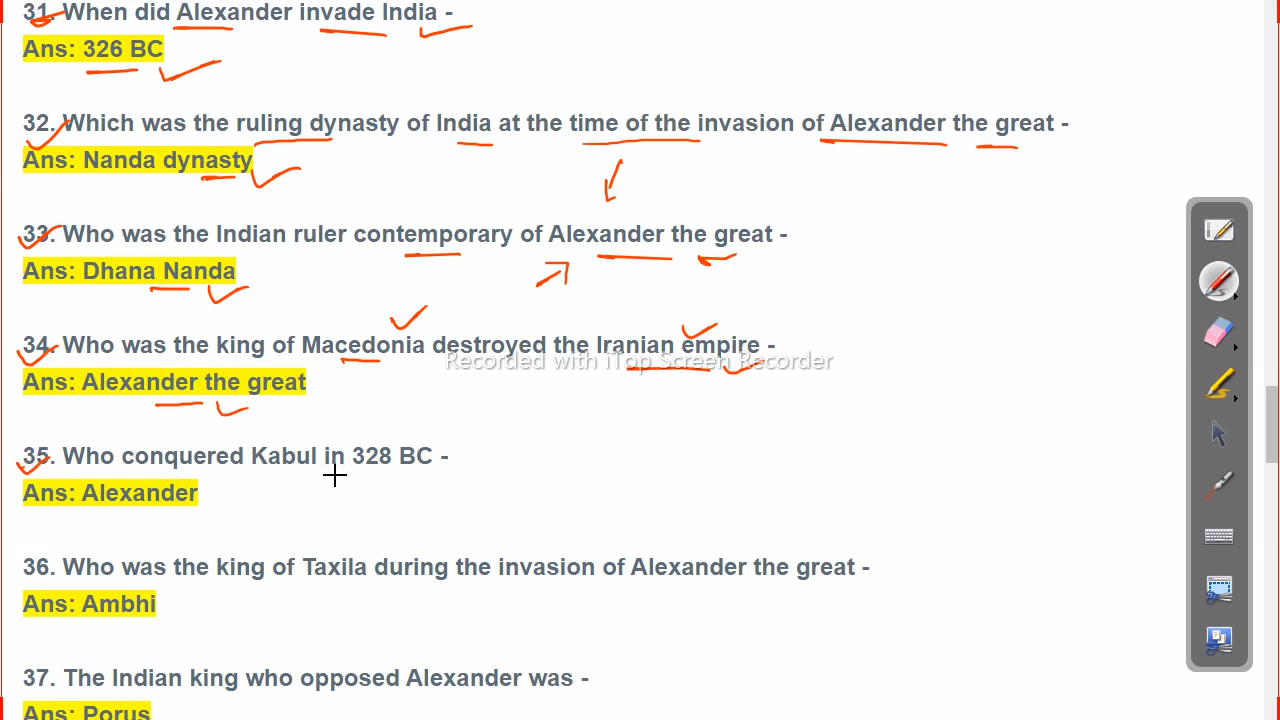 31. When did Alexander invade India -
Ans: 326 BC
32. Which was the ruling dynasty of India at the time of the invasion of Alexander the great -
Ans: Nanda dynasty
33. Who was the Indian ruler contemporary of Alexander the great -
Ans: Dhana Nanda
34. Who was the king of Macedonia destroyed the Iranian empire -
Recorded with iTop Screen Recorder
Ans: Alexander the great
35. Who conquered Kabul in 328 BC -
Ans: Alexander
36. Who was the king of Taxila during the invasion of Alexander the great -
Ans: Ambhi
37. The Indian king who opposed Alexander was -
Ans: Porus